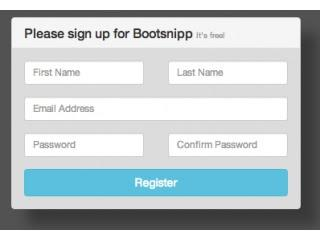 Please sign up for Bootsnipp It's free!
First Name Last Name
Email Address
Password Confirm Password
Register